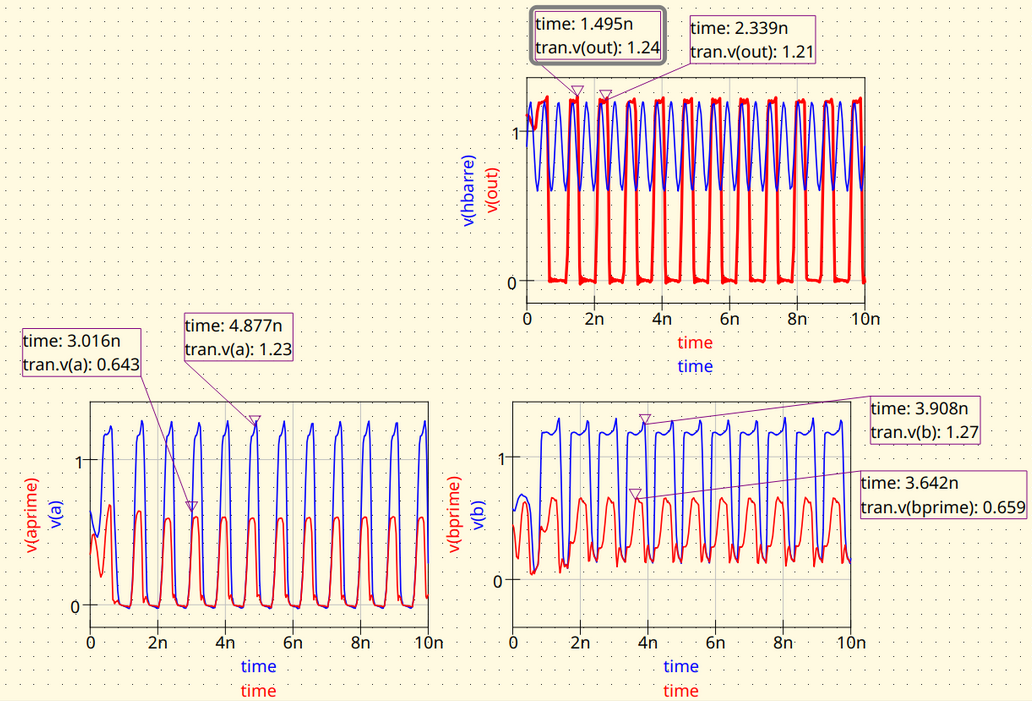 time: 1.495n
tran.v(out): 1.24
time: 2.339n
tran.v(out): 1.21
v(hbarre)
v(out)
1
0
0 2n 4n 6n 8n 10n
time
time
time: 3.016n
tran.v(a): 0.643
time: 4.877n
tran.v(a): 1.23
v(aprime)
v(a)
1
0
0 2n 4n 6n 8n 10n
time
time
time: 3.908n
tran.v(b): 1.27
time: 3.642n
tran.v(bprime): 0.659
v(bprime)
v(b)
1
0
0 2n 4n 6n 8n 10n
time
time